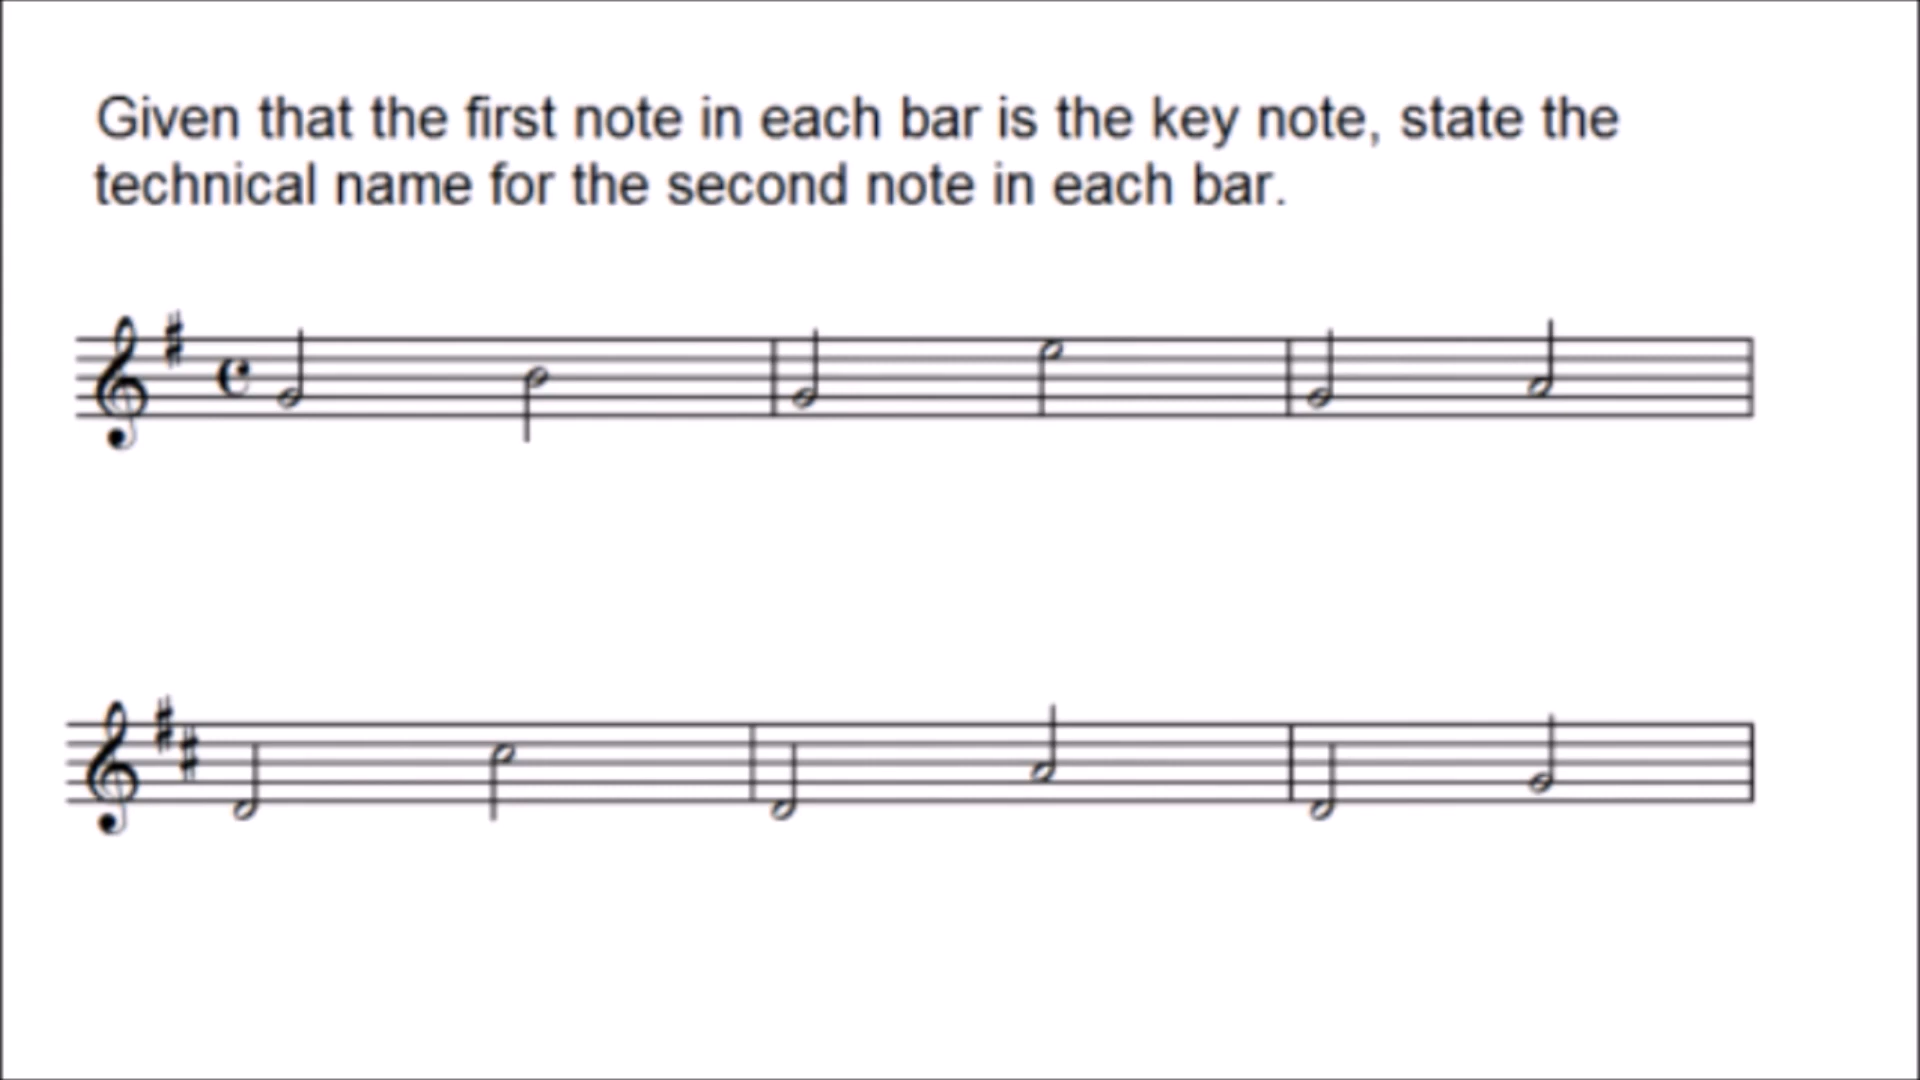 Given that the first note in each bar is the key note, state the
technical name for the second note in each bar.